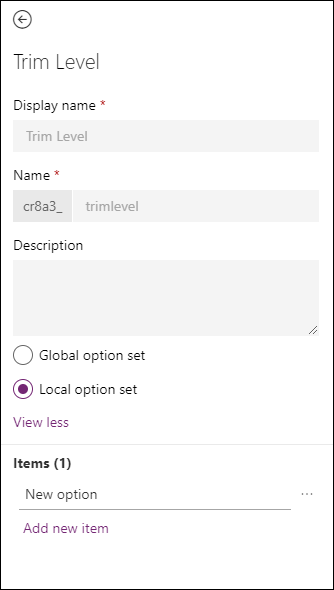 Trim Level
Display name *
Trim Level
Name *
cr8a3_ trimlevel
Description
Global option set
Local option set
View less
Items (1)
New option ...
Add new item